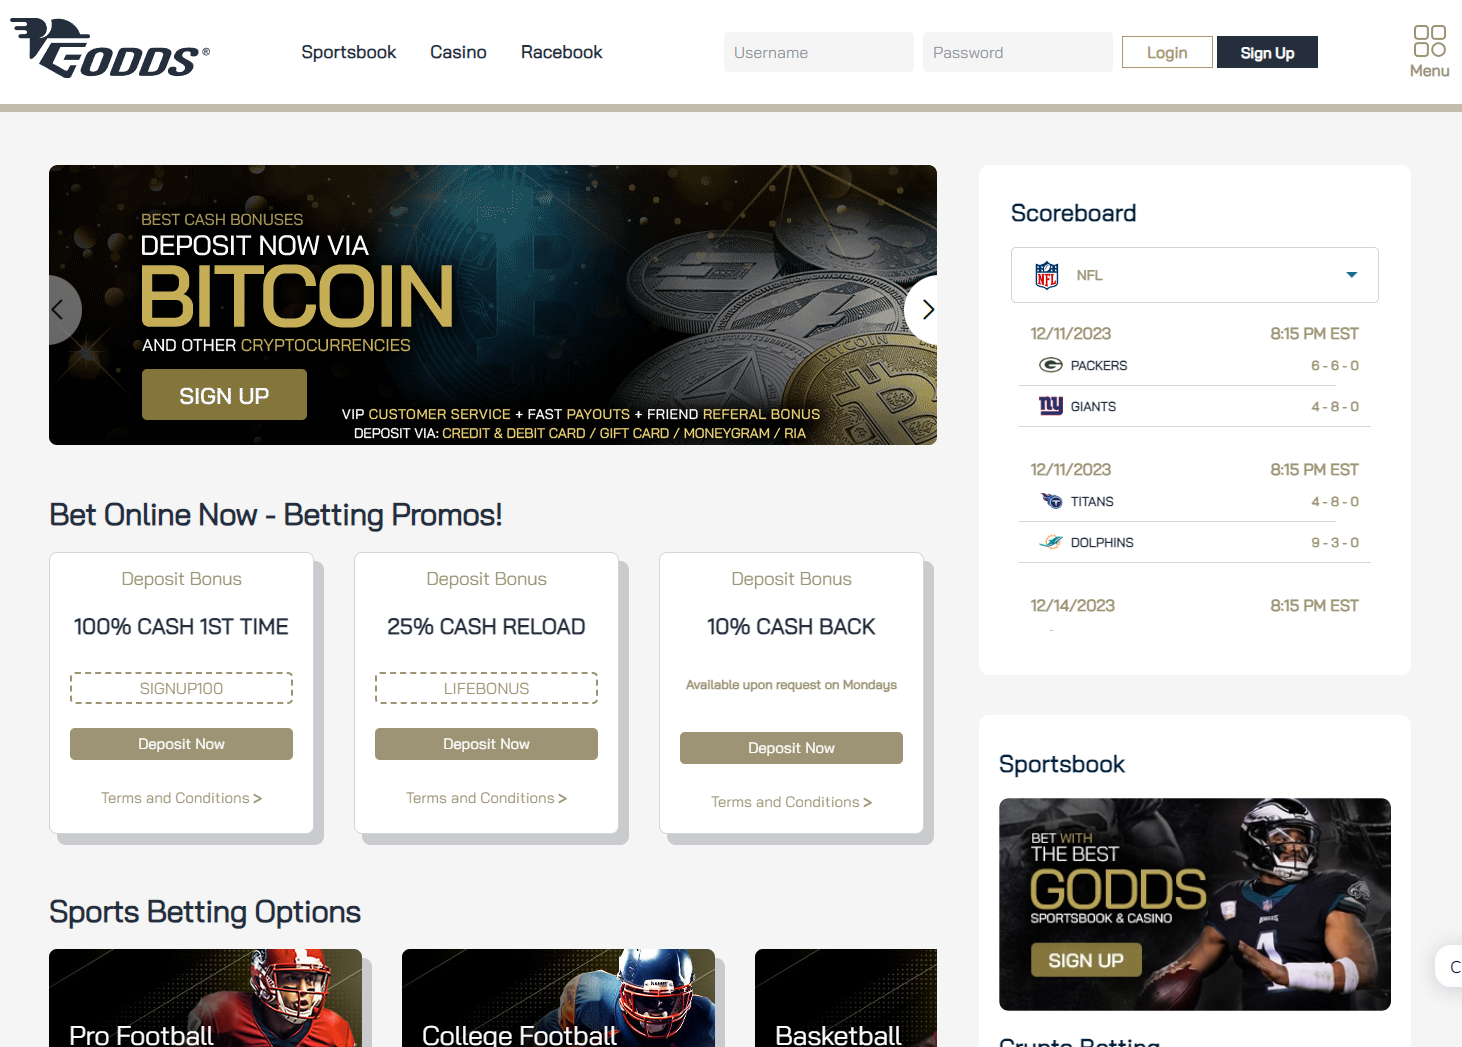 GODDS®
Sportsbook
Casino
Racebook
Username
Password
Login
Sign Up
Menu
BEST CASH BONUSES
DEPOSIT NOW VIA
BITCOIN
AND OTHER CRYPTOCURRENCIES
SIGN UP
VIP CUSTOMER SERVICE + FAST PAYOUTS + FRIEND REFERAL BONUS
DEPOSIT VIA: CREDIT & DEBIT CARD / GIFT CARD / MONEYGRAM / RIA
Bet Online Now - Betting Promos!
Deposit Bonus
100% CASH 1ST TIME
SIGNUP100
Deposit Now
Terms and Conditions >
Deposit Bonus
25% CASH RELOAD
LIFEBONUS
Deposit Now
Terms and Conditions >
Deposit Bonus
10% CASH BACK
Available upon request on Mondays
Deposit Now
Terms and Conditions >
Sports Betting Options
Pro Football
College Football
Basketball
Scoreboard
NFL
12/11/2023 8:15 PM EST
PACKERS 6 - 6 - 0
GIANTS 4 - 8 - 0
12/11/2023 8:15 PM EST
TITANS 4 - 8 - 0
DOLPHINS 9 - 3 - 0
12/14/2023 8:15 PM EST
Sportsbook
BET WITH
THE BEST
GODDS
SPORTSBOOK & CASINO
SIGN UP
Crypto Betting